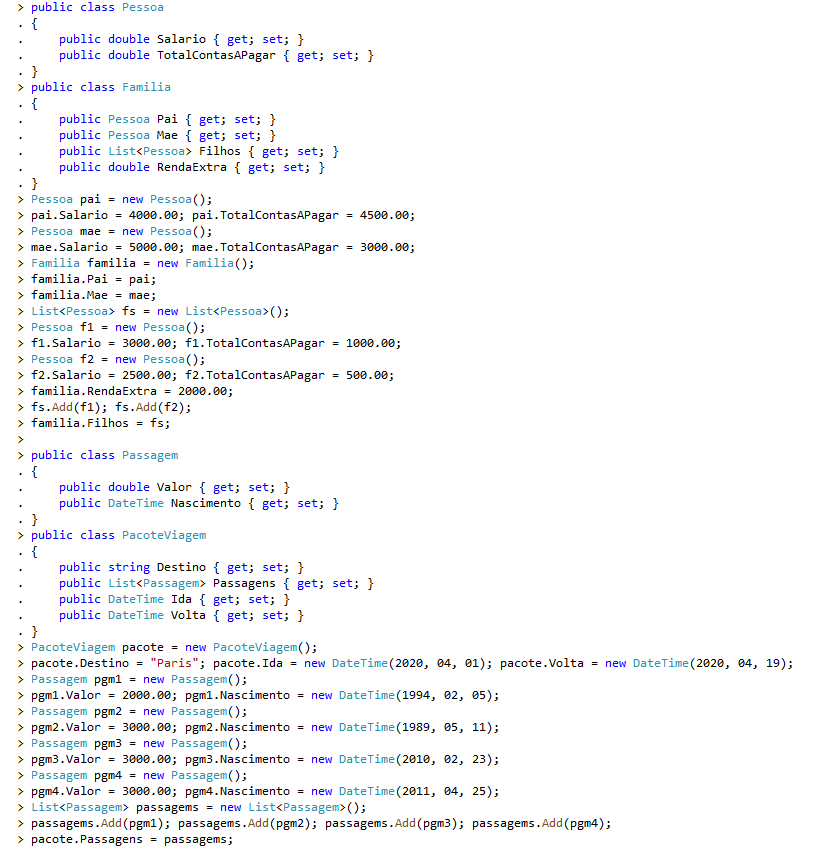 > public class Pessoa
. {
.     public double Salario { get; set; }
.     public double TotalContasAPagar { get; set; }
. }
> public class Familia
. {
.     public Pessoa Pai { get; set; }
.     public Pessoa Mae { get; set; }
.     public List<Pessoa> Filhos { get; set; }
.     public double RendaExtra { get; set; }
. }
> Pessoa pai = new Pessoa();
> pai.Salario = 4000.00; pai.TotalContasAPagar = 4500.00;
> Pessoa mae = new Pessoa();
> mae.Salario = 5000.00; mae.TotalContasAPagar = 3000.00;
> Familia familia = new Familia();
> familia.Pai = pai;
> familia.Mae = mae;
> List<Pessoa> fs = new List<Pessoa>();
> Pessoa f1 = new Pessoa();
> f1.Salario = 3000.00; f1.TotalContasAPagar = 1000.00;
> Pessoa f2 = new Pessoa();
> f2.Salario = 2500.00; f2.TotalContasAPagar = 500.00;
> familia.RendaExtra = 2000.00;
> fs.Add(f1); fs.Add(f2);
> familia.Filhos = fs;
>
> public class Passagem
. {
.     public double Valor { get; set; }
.     public DateTime Nascimento { get; set; }
. }
> public class PacoteViagem
. {
.     public string Destino { get; set; }
.     public List<Passagem> Passagens { get; set; }
.     public DateTime Ida { get; set; }
.     public DateTime Volta { get; set; }
. }
> PacoteViagem pacote = new PacoteViagem();
> pacote.Destino = "Paris"; pacote.Ida = new DateTime(2020, 04, 01); pacote.Volta = new DateTime(2020, 04, 19);
> Passagem pgm1 = new Passagem();
> pgm1.Valor = 2000.00; pgm1.Nascimento = new DateTime(1994, 02, 05);
> Passagem pgm2 = new Passagem();
> pgm2.Valor = 3000.00; pgm2.Nascimento = new DateTime(1989, 05, 11);
> Passagem pgm3 = new Passagem();
> pgm3.Valor = 3000.00; pgm3.Nascimento = new DateTime(2010, 02, 23);
> Passagem pgm4 = new Passagem();
> pgm4.Valor = 3000.00; pgm4.Nascimento = new DateTime(2011, 04, 25);
> List<Passagem> passagems = new List<Passagem>();
> passagems.Add(pgm1); passagems.Add(pgm2); passagems.Add(pgm3); passagems.Add(pgm4);
> pacote.Passagens = passagems;